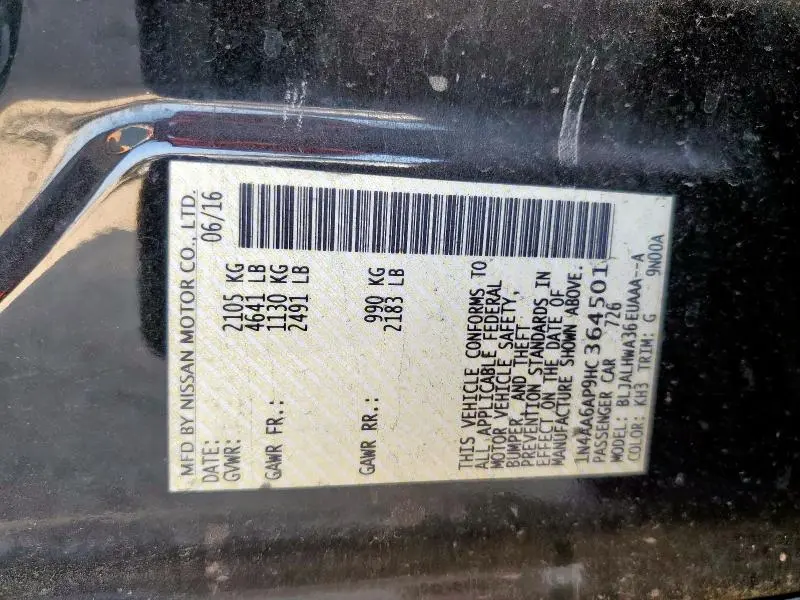 MFD BY NISSAN MOTOR CO., LTD.
DATE: 06/16
GVWR: 2105 KG
4641 LB
GAWR FR.: 1130 KG
2491 LB
GAWR RR.: 990 KG
2183 LB
THIS VEHICLE CONFORMS TO
ALL APPLICABLE FEDERAL
MOTOR VEHICLE SAFETY,
BUMPER, AND THEFT
PREVENTION STANDARDS IN
EFFECT ON THE DATE OF
MANUFACTURE SHOWN ABOVE.
1N4AA6AP9HC364501
PASSENGER CAR 726
MODEL: BLJALHWA36EUAAA--A
COLOR: KH3 TRIM: G 9N00A